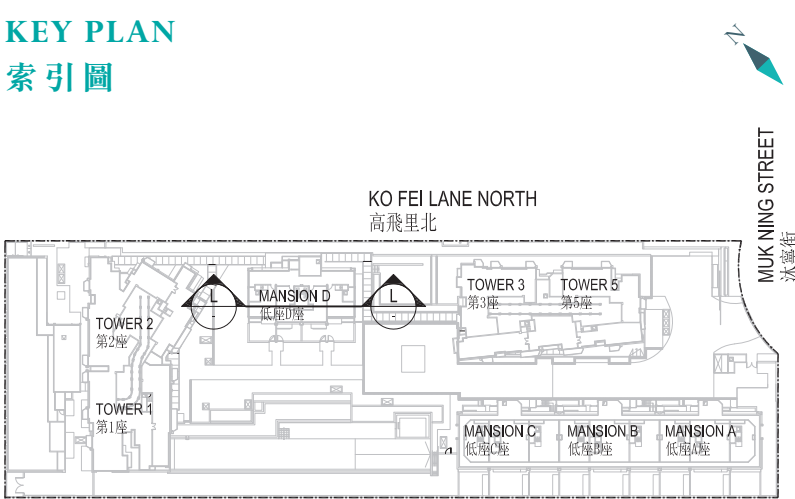 KEY PLAN
索引圖
N
KO FEI LANE NORTH
高飛里北
MUK NING STREET
沐寧街
L
-
MANSION D
低座D座
L
-
TOWER 3
第3座
TOWER 5
第5座
TOWER 2
第2座
TOWER 1
第1座
MANSION C
低座C座
MANSION B
低座B座
MANSION A
低座A座